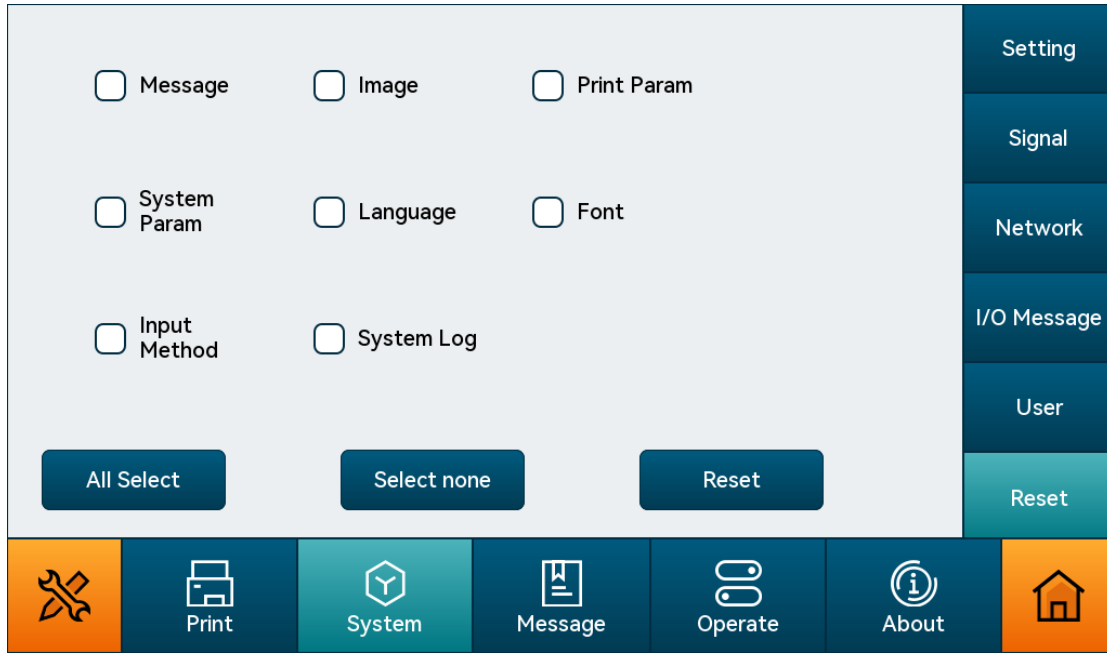 Message
Image
Print Param
Setting
Signal
System
Param
Language
Font
Network
Input
Method
System Log
I/O Message
User
All Select
Select none
Reset
Reset
Print
System
Message
Operate
About